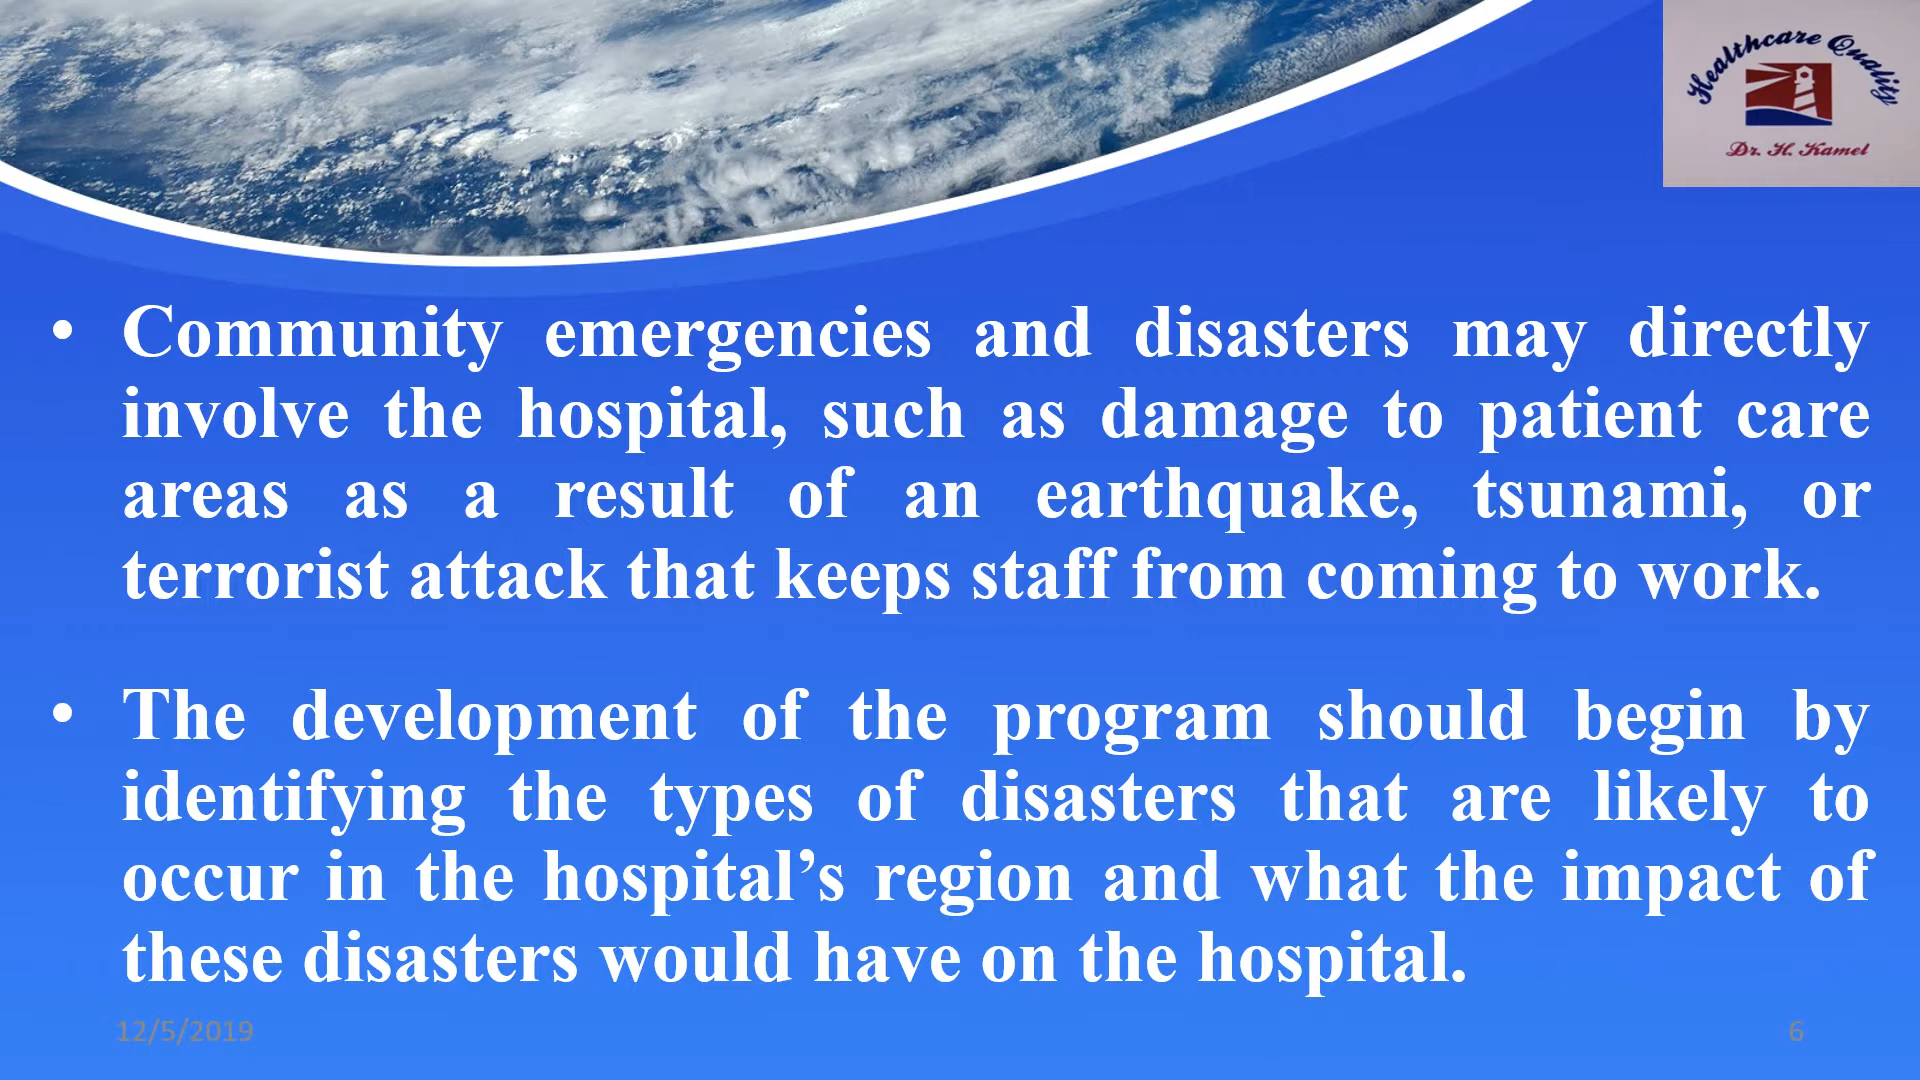 Healthcare Quality
Dr. H. Kamel
• Community emergencies and disasters may directly
involve the hospital, such as damage to patient care
areas as a result of an earthquake, tsunami, or
terrorist attack that keeps staff from coming to work.
• The development of the program should begin by
identifying the types of disasters that are likely to
occur in the hospital’s region and what the impact of
these disasters would have on the hospital.
12/5/2019
6